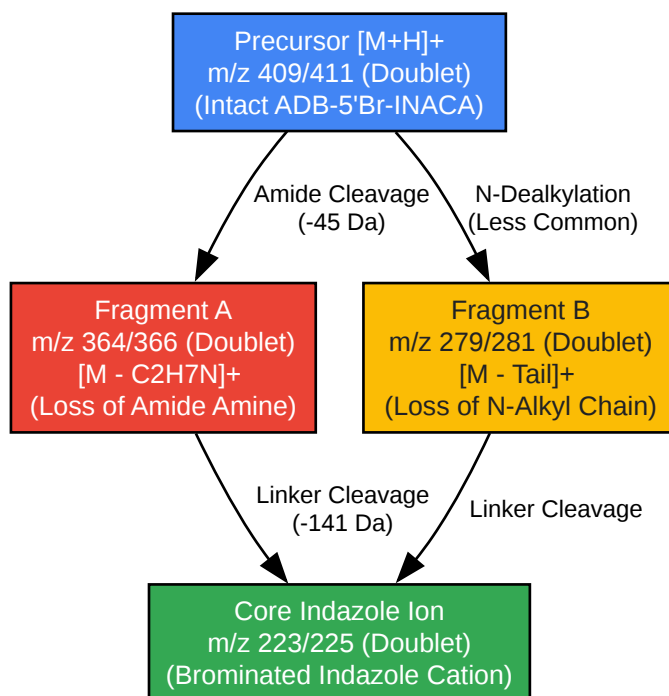 Precursor [M+H]+
m/z 409/411 (Doublet)
(Intact ADB-5'Br-INACA)
Amide Cleavage
(-45 Da)
N-Dealkylation
(Less Common)
Fragment A
m/z 364/366 (Doublet)
[M - C2H7N]+
(Loss of Amide Amine)
Fragment B
m/z 279/281 (Doublet)
[M - Tail]+
(Loss of N-Alkyl Chain)
Linker Cleavage
(-141 Da)
Linker Cleavage
Core Indazole Ion
m/z 223/225 (Doublet)
(Brominated Indazole Cation)